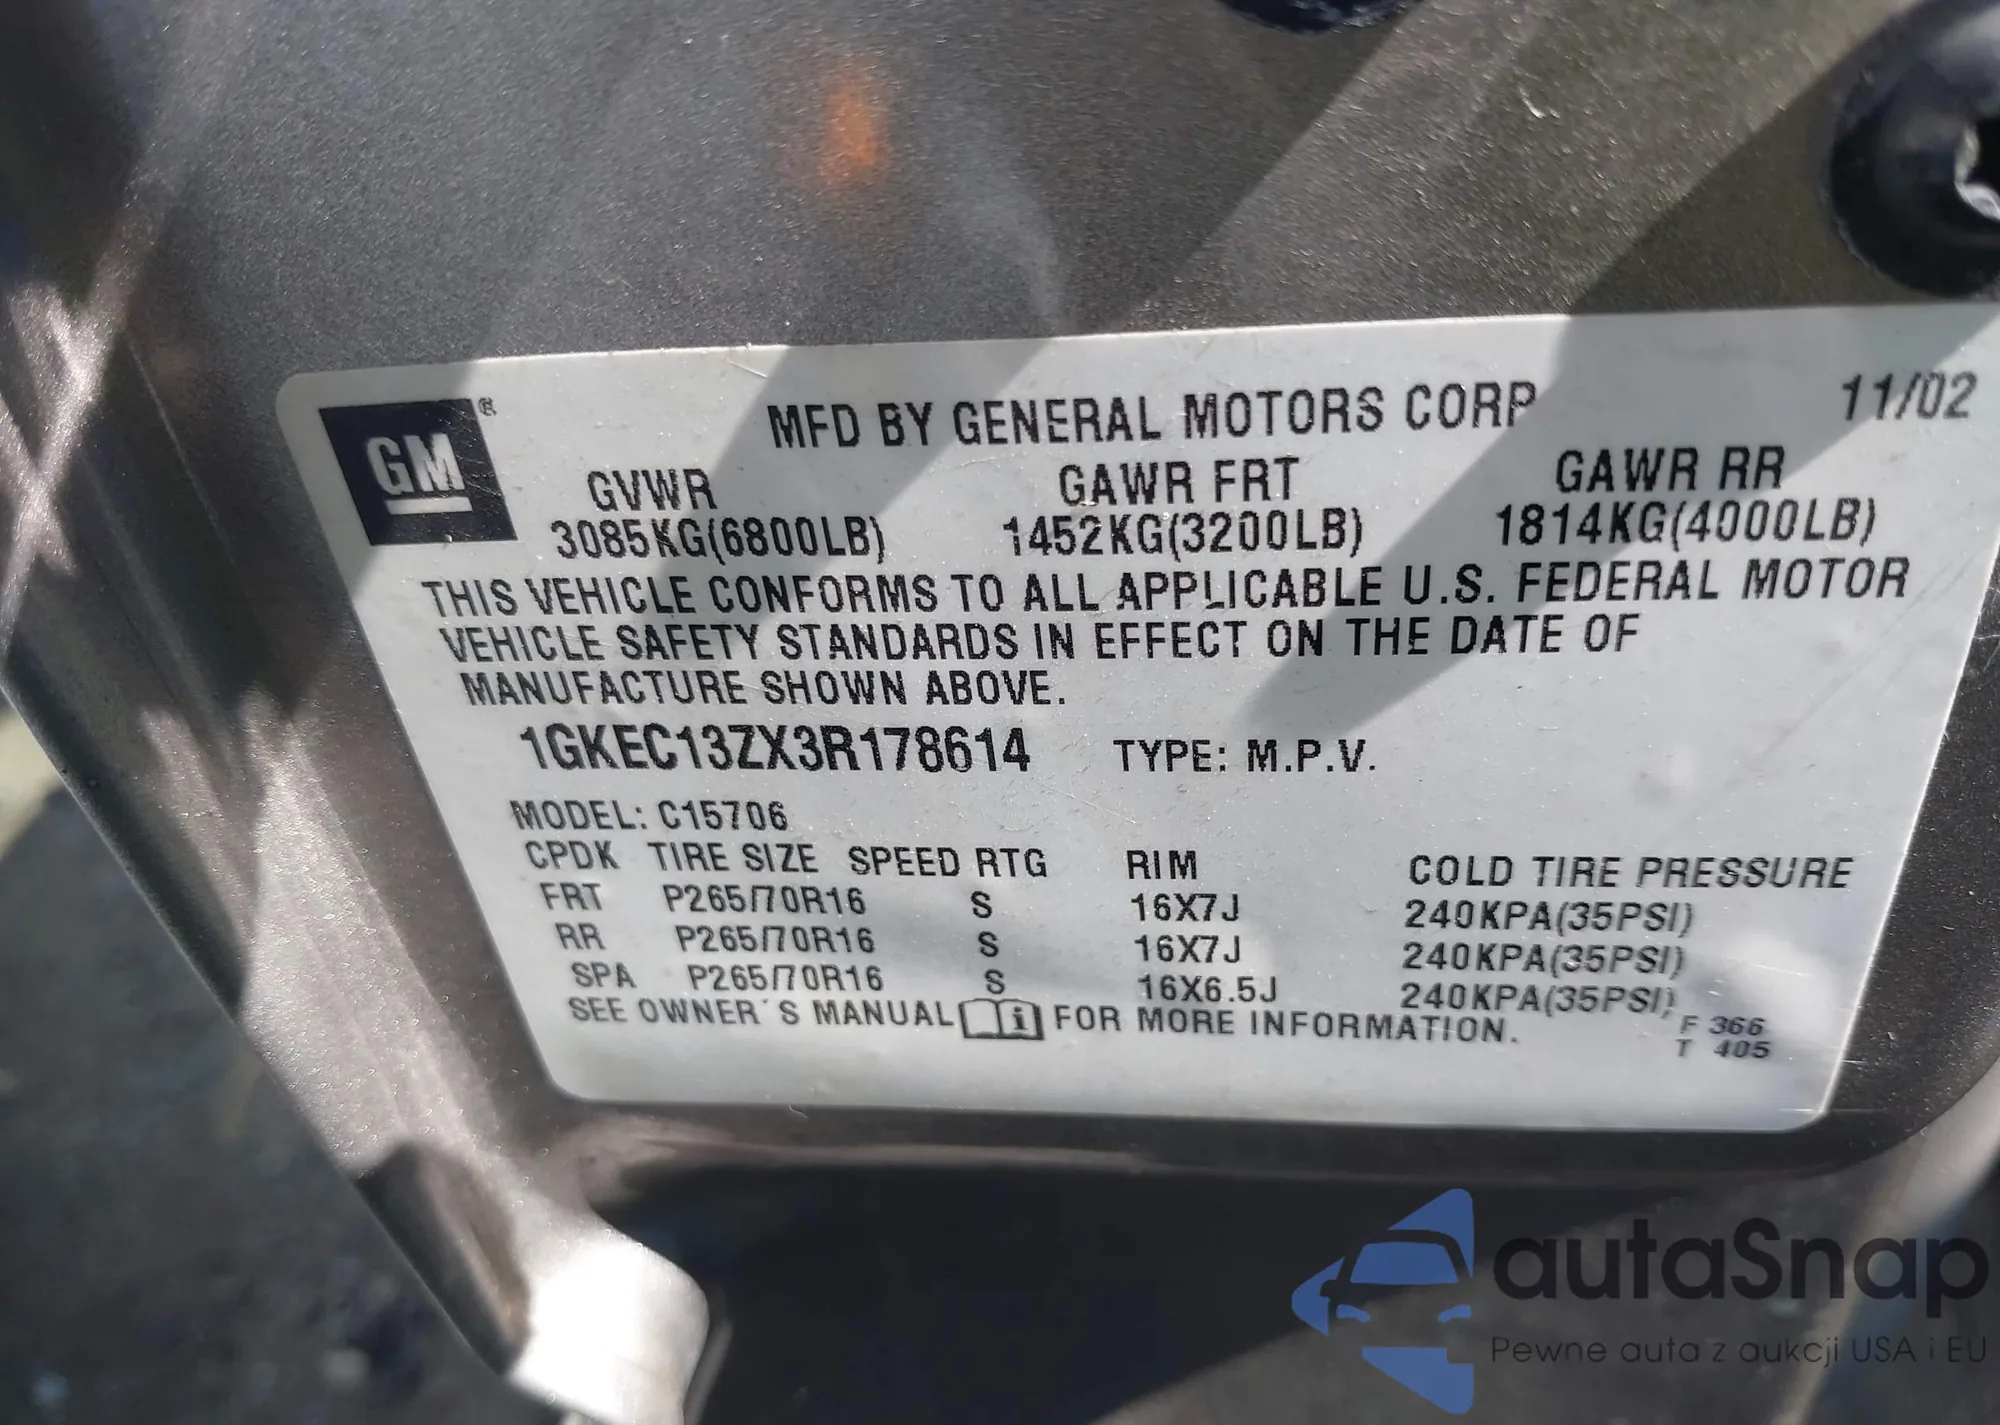 GM ®
MFD BY GENERAL MOTORS CORP 11/02
GVWR GAWR FRT GAWR RR
3085KG(6800LB) 1452KG(3200LB) 1814KG(4000LB)
THIS VEHICLE CONFORMS TO ALL APPLICABLE U.S. FEDERAL MOTOR
VEHICLE SAFETY STANDARDS IN EFFECT ON THE DATE OF
MANUFACTURE SHOWN ABOVE.
1GKEC13ZX3R178614 TYPE: M.P.V.
MODEL: C15706
CPDK TIRE SIZE SPEED RTG RIM COLD TIRE PRESSURE
FRT P265/70R16 S 16X7J 240KPA(35PSI)
RR P265/70R16 S 16X7J 240KPA(35PSI)
SPA P265/70R16 S 16X6.5J 240KPA(35PSI)
SEE OWNER'S MANUAL i FOR MORE INFORMATION.
F 366
T 405
autaSnap
Pewne auta z aukcji USA i EU